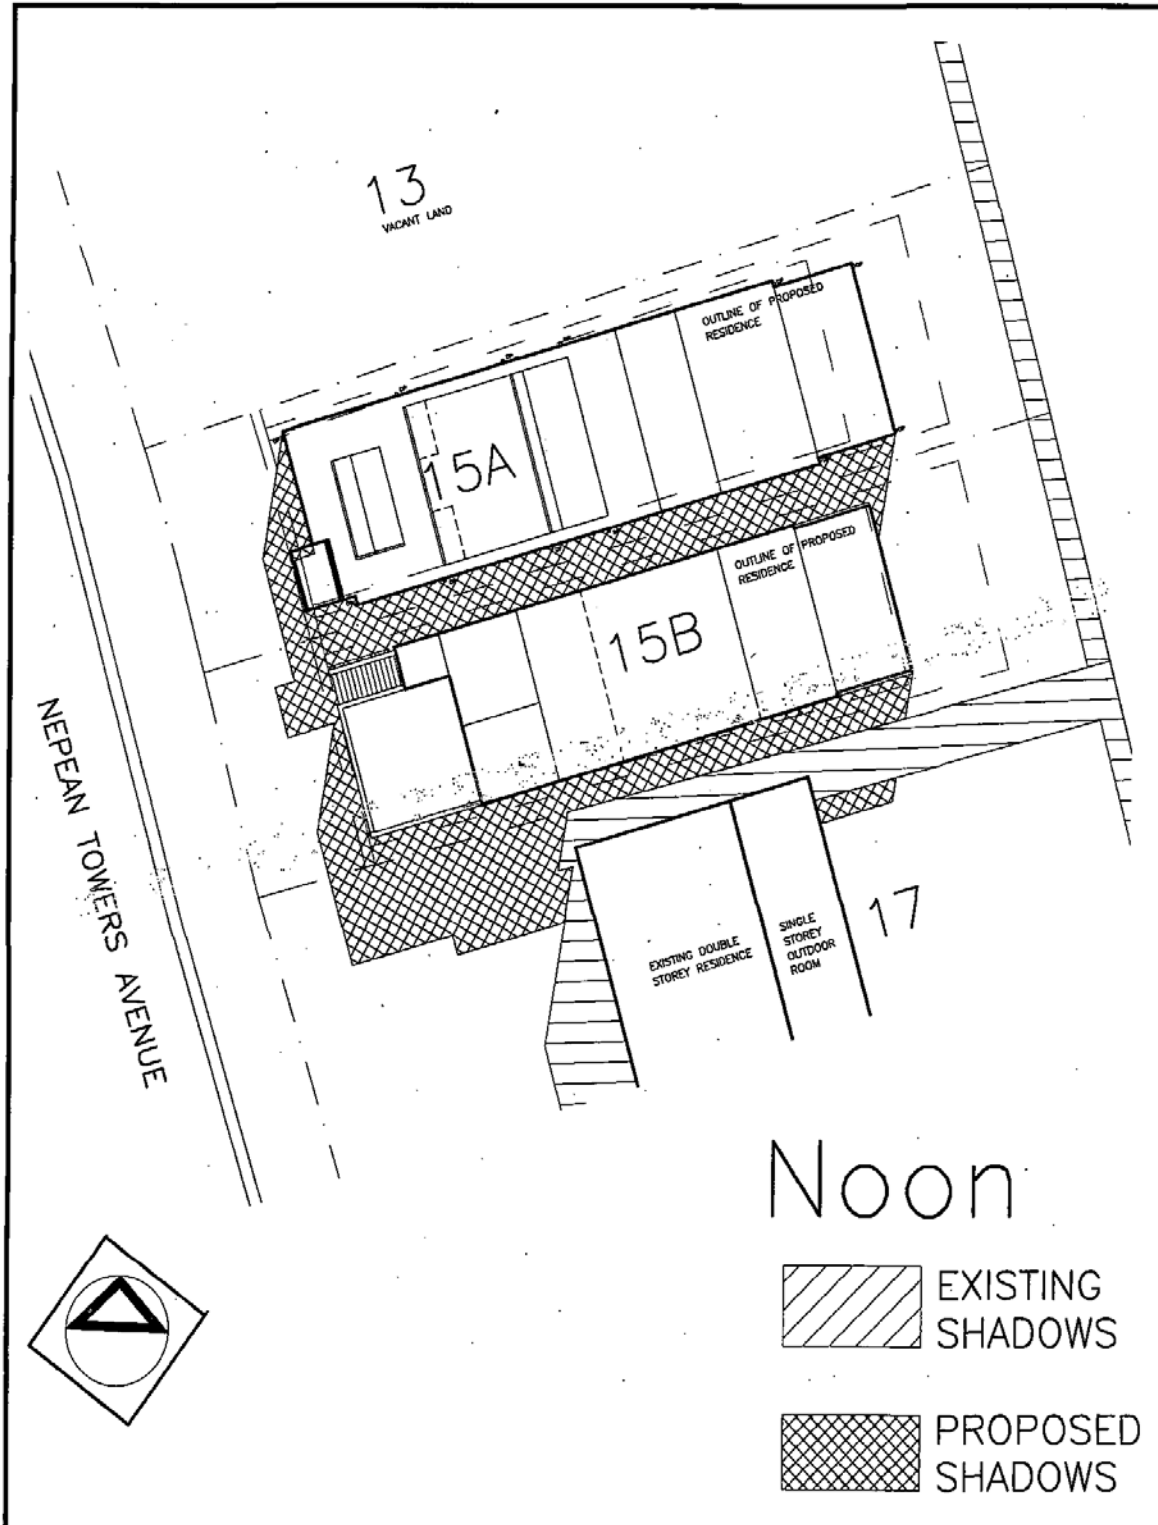 13
VACANT LAND
OUTLINE OF PROPOSED
RESIDENCE
15A
OUTLINE OF PROPOSED
RESIDENCE
15B
NEPEAN TOWERS AVENUE
17
EXISTING DOUBLE
STOREY RESIDENCE
SINGLE
STOREY
OUTDOOR
ROOM
Noon
EXISTING
SHADOWS
PROPOSED
SHADOWS